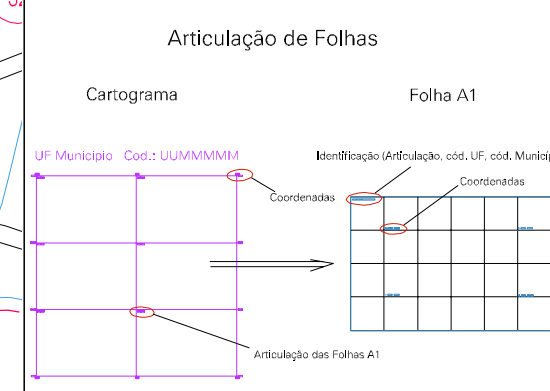 Articulação de Folhas
Cartograma
Folha A1
UF Municipio Cod.: UUMMMMM
Identificação (Articulação, cód. UF, cód.
Coordenadas
Coordenadas
Articulação das Folhas A1